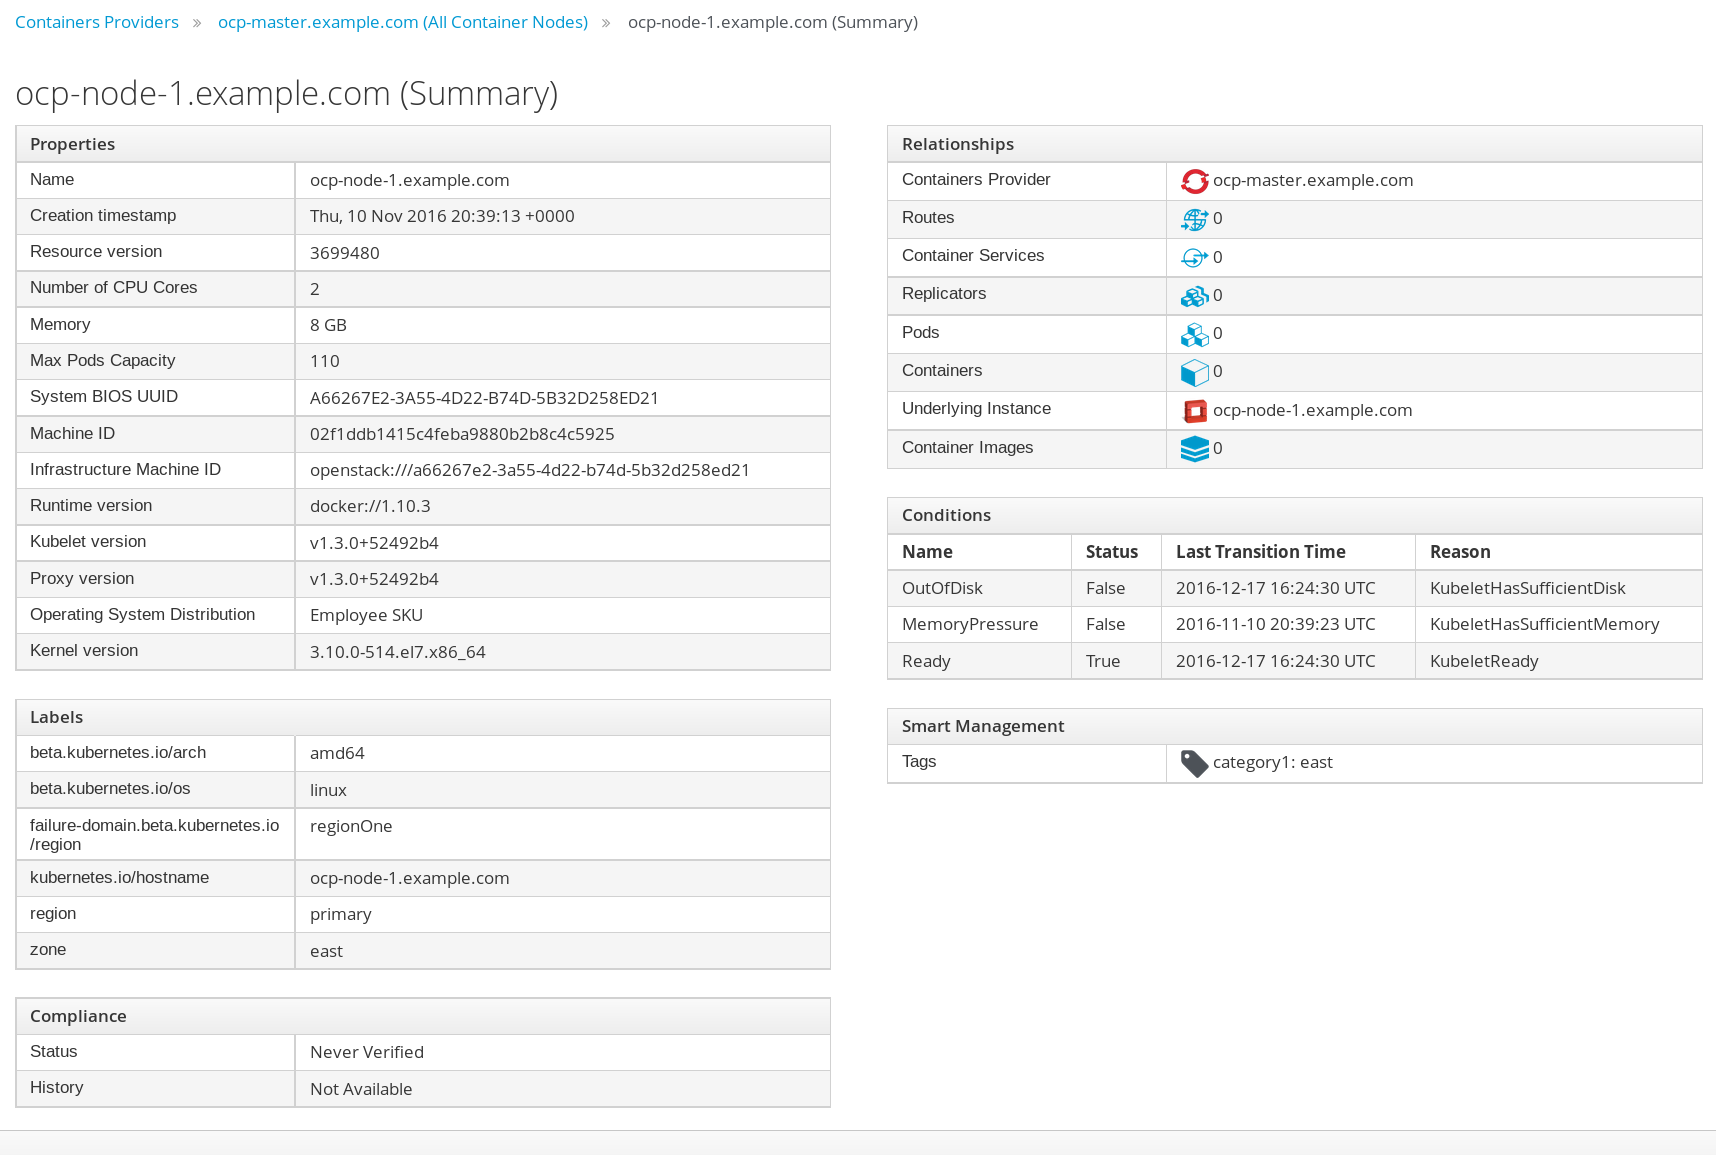 Containers Providers » ocp-master.example.com (All Container Nodes) » ocp-node-1.example.com (Summary)
ocp-node-1.example.com (Summary)
Properties
Name ocp-node-1.example.com
Creation timestamp Thu, 10 Nov 2016 20:39:13 +0000
Resource version 3699480
Number of CPU Cores 2
Memory 8 GB
Max Pods Capacity 110
System BIOS UUID A66267E2-3A55-4D22-B74D-5B32D258ED21
Machine ID 02f1ddb1415c4feba9880b2b8c4c5925
Infrastructure Machine ID openstack:///a66267e2-3a55-4d22-b74d-5b32d258ed21
Runtime version docker://1.10.3
Kubelet version v1.3.0+52492b4
Proxy version v1.3.0+52492b4
Operating System Distribution Employee SKU
Kernel version 3.10.0-514.el7.x86_64
Labels
beta.kubernetes.io/arch amd64
beta.kubernetes.io/os linux
failure-domain.beta.kubernetes.io regionOne
/region
kubernetes.io/hostname ocp-node-1.example.com
region primary
zone east
Compliance
Status Never Verified
History Not Available
Relationships
Containers Provider ocp-master.example.com
Routes 0
Container Services 0
Replicators 0
Pods 0
Containers 0
Underlying Instance ocp-node-1.example.com
Container Images 0
Conditions
Name Status Last Transition Time Reason
OutOfDisk False 2016-12-17 16:24:30 UTC KubeletHasSufficientDisk
MemoryPressure False 2016-11-10 20:39:23 UTC KubeletHasSufficientMemory
Ready True 2016-12-17 16:24:30 UTC KubeletReady
Smart Management
Tags category1: east